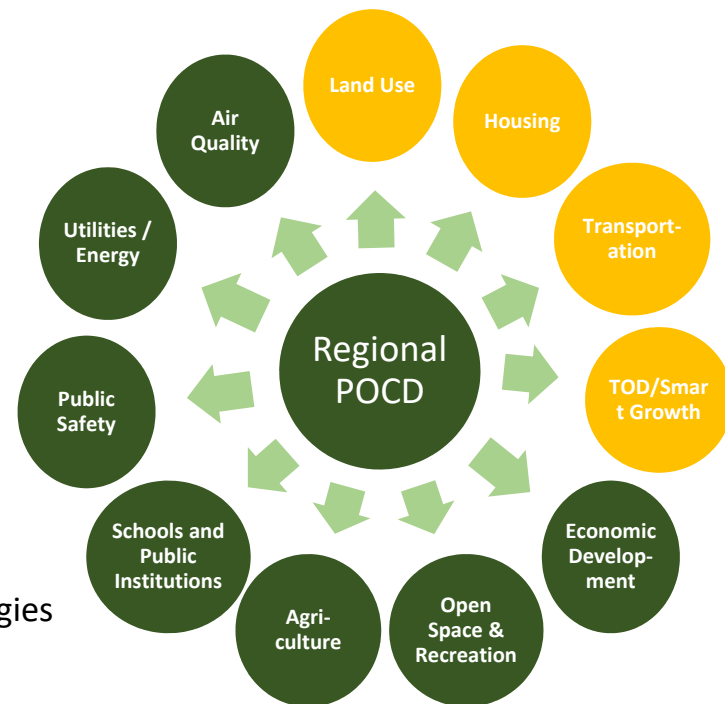 Land Use
Housing
Transport-
ation
TOD/Smar
t Growth
Economic
Develop-
ment
Open
Space &
Recreation
Agri-
culture
Schools and
Public
Institutions
Public
Safety
Utilities /
Energy
Air
Quality
Regional
POCD
gies